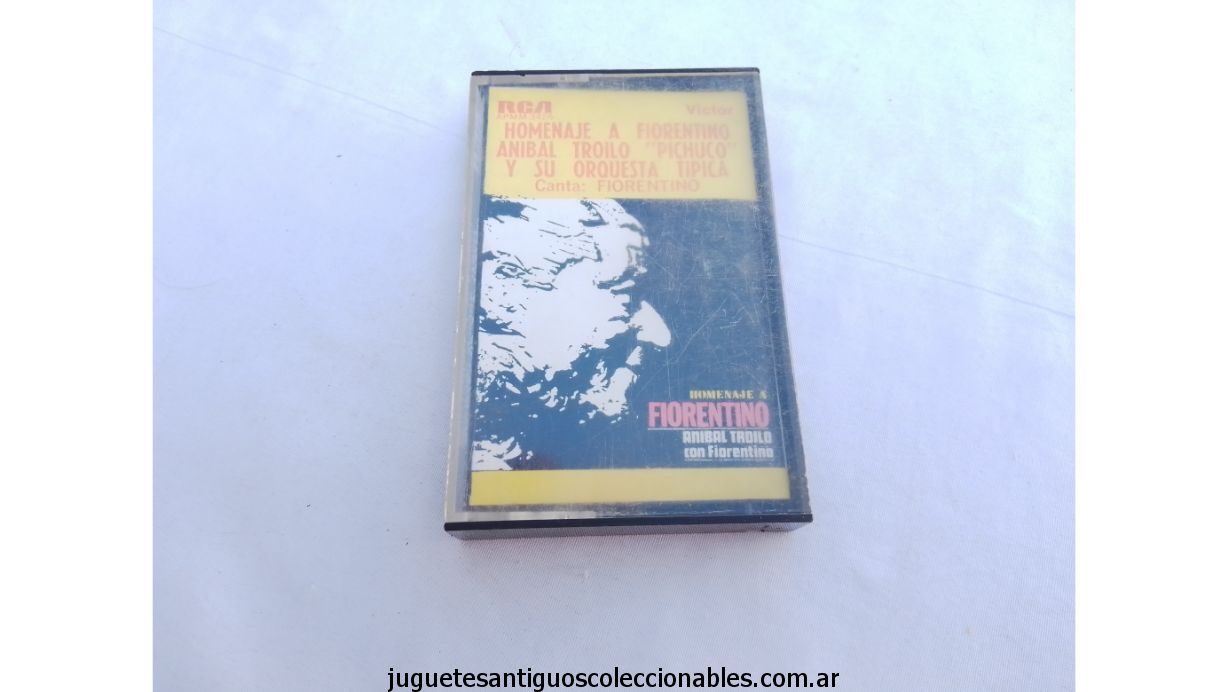 RCA Victor
HOMENAJE A FIORENTINO
ANIBAL TROILO "PICHUCO"
Y SU ORQUESTA TIPICA
Canta: FIORENTINO
HOMENAJE A
FIORENTINO
ANIBAL TROILO
con Fiorentino
juguetesantiguoscoleccionables.com.ar